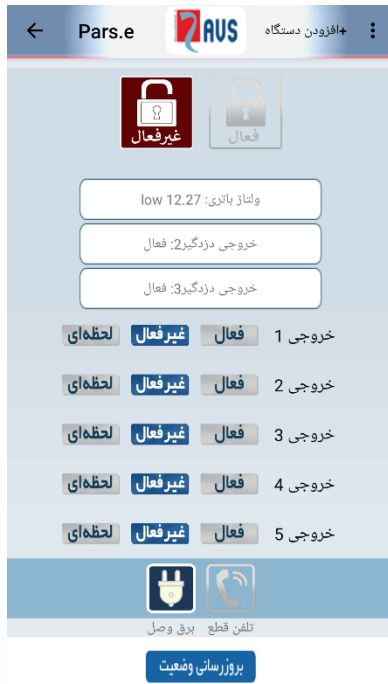 Pars.e ZAVS +افزودن دستگاه
غیرفعال فعال
ولتاژ باتری: 12.27 low
خروجی دزدگیر2: فعال
خروجی دزدگیر3: فعال
خروجی 1 فعال غیرفعال لحظه‌ای
خروجی 2 فعال غیرفعال لحظه‌ای
خروجی 3 فعال غیرفعال لحظه‌ای
خروجی 4 فعال غیرفعال لحظه‌ای
خروجی 5 فعال غیرفعال لحظه‌ای
تلفن قطع برق وصل
بروزرسانی وضعیت